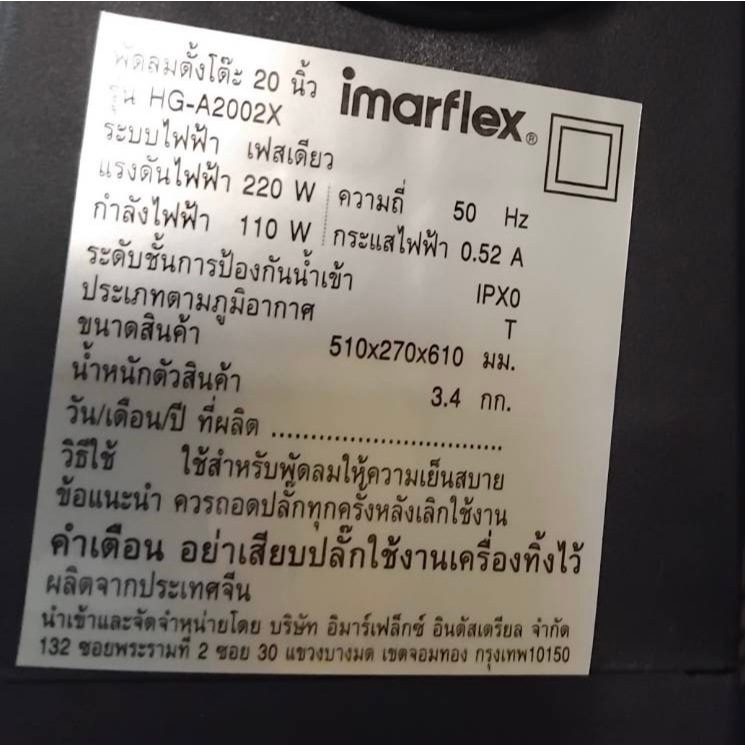 พัดลมตั้งโต๊ะ 20 นิ้ว
imarflex®
รุ่น HG-A2002X
ระบบไฟฟ้า เฟสเดียว
แรงดันไฟฟ้า 220 W ความถี่ 50 Hz
กำลังไฟฟ้า 110 W กระแสไฟฟ้า 0.52 A
ระดับชั้นการป้องกันน้ำเข้า IPX0
ประเภทตามภูมิอากาศ T
ขนาดสินค้า 510x270x610 มม.
น้ำหนักตัวสินค้า 3.4 กก.
วัน/เดือน/ปี ที่ผลิต ................................
วิธีใช้ ใช้สำหรับพัดลมให้ความเย็นสบาย
ข้อแนะนำ ควรถอดปลั๊กทุกครั้งหลังเลิกใช้งาน
คำเตือน อย่าเสียบปลั๊กใช้งานเครื่องทิ้งไว้
ผลิตจากประเทศจีน
นำเข้าและจัดจำหน่ายโดย บริษัท อิมาร์เฟล็กซ์ อินดัสเตรียล จำกัด
132 ซอยพระรามที่ 2 ซอย 30 แขวงบางมด เขตจอมทอง กรุงเทพ10150